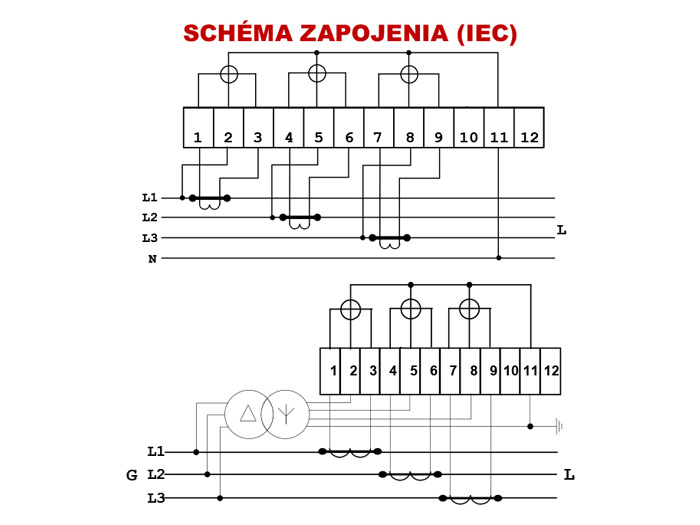 SCHÉMA ZAPOJENIA (IEC)
1 2 3 4 5 6 7 8 9 10 11 12
L1
L2
L3
L
N
1 2 3 4 5 6 7 8 9 10 11 12
L1
G L2 L
L3